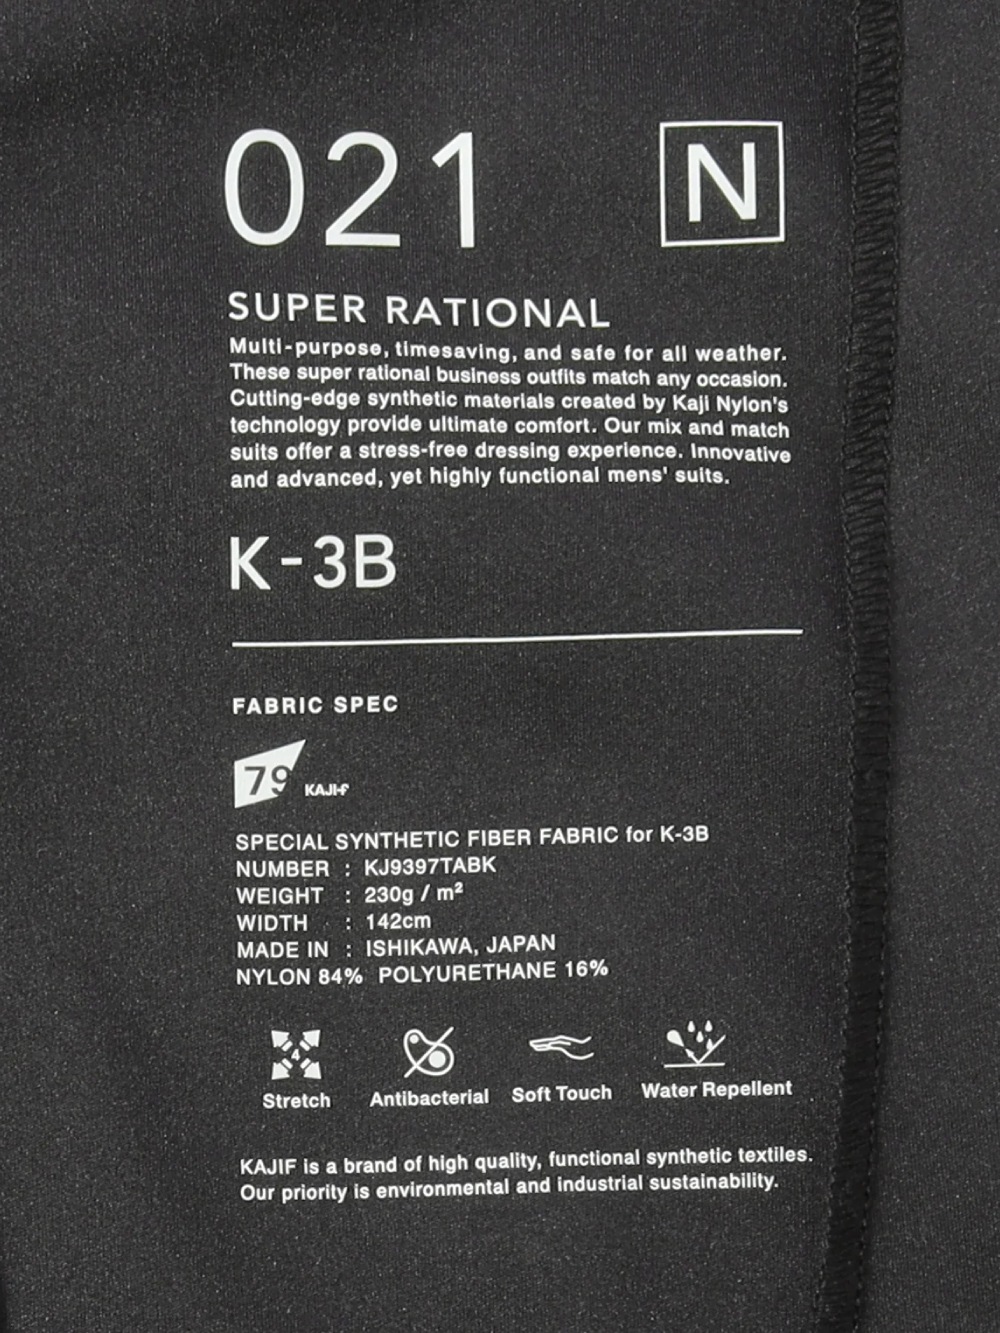 021
N
SUPER RATIONAL
Multi-purpose, timesaving, and safe for all weather.
These super rational business outfits match any occasion.
Cutting-edge synthetic materials created by Kaji Nylon's
technology provide ultimate comfort. Our mix and match
suits offer a stress-free dressing experience. Innovative
and advanced, yet highly functional mens' suits.
K-3B
FABRIC SPEC
79 KAJI-f
SPECIAL SYNTHETIC FIBER FABRIC for K-3B
NUMBER : KJ9397TABK
WEIGHT : 230g / m²
WIDTH : 142cm
MADE IN : ISHIKAWA, JAPAN
NYLON 84% POLYURETHANE 16%
4
Stretch Antibacterial Soft Touch Water Repellent
KAJIF is a brand of high quality, functional synthetic textiles.
Our priority is environmental and industrial sustainability.